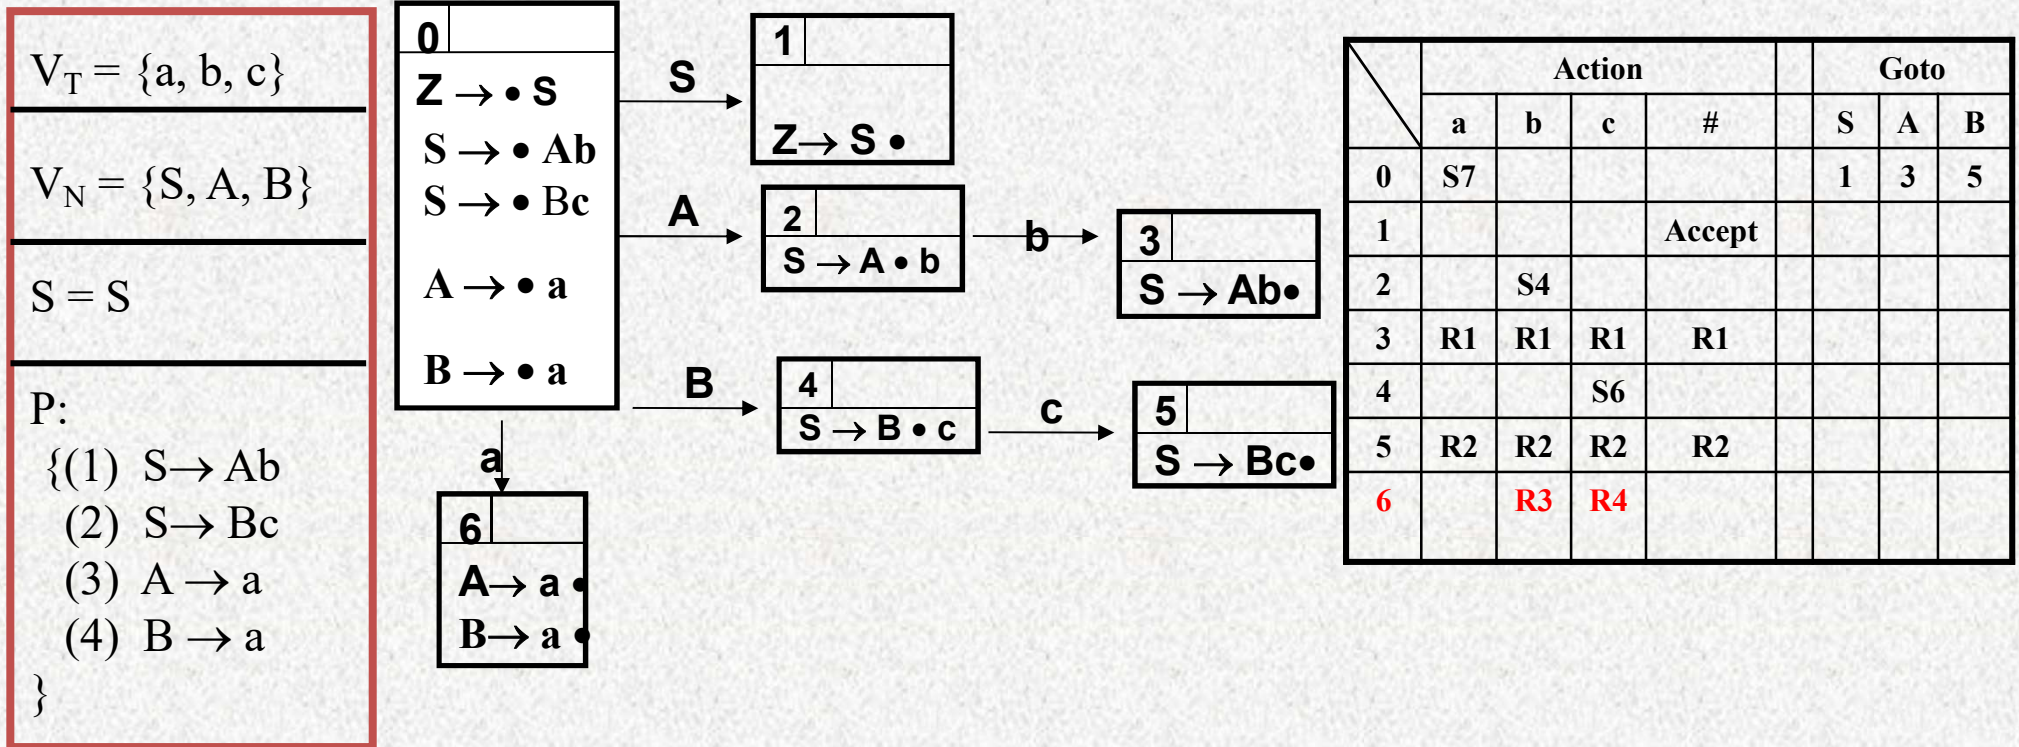 V_T = {a, b, c}
V_N = {S, A, B}
S = S
P:
{(1) S→ Ab
(2) S→ Bc
(3) A → a
(4) B → a
}
0
Z → • S
S → • Ab
S → • Bc
A → • a
B → • a
S
1
Z→ S •
A
2
S → A • b
b
3
S → Ab•
B
4
S → B • c
c
5
S → Bc•
a
6
A→ a •
B→ a •
Action Goto
a b c # S A B
0 S7 1 3 5
1 Accept
2 S4
3 R1 R1 R1 R1
4 S6
5 R2 R2 R2 R2
6 R3 R4